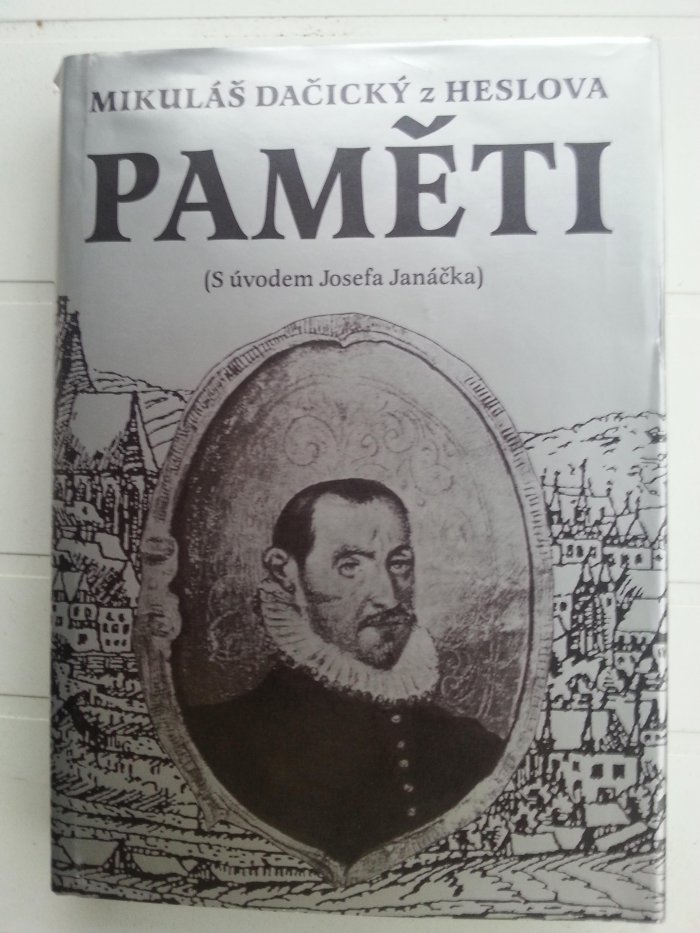 MIKULÁŠ DAČICKÝ z HESLOVA
PAMĚTI
(S úvodem Josefa Janáčka)